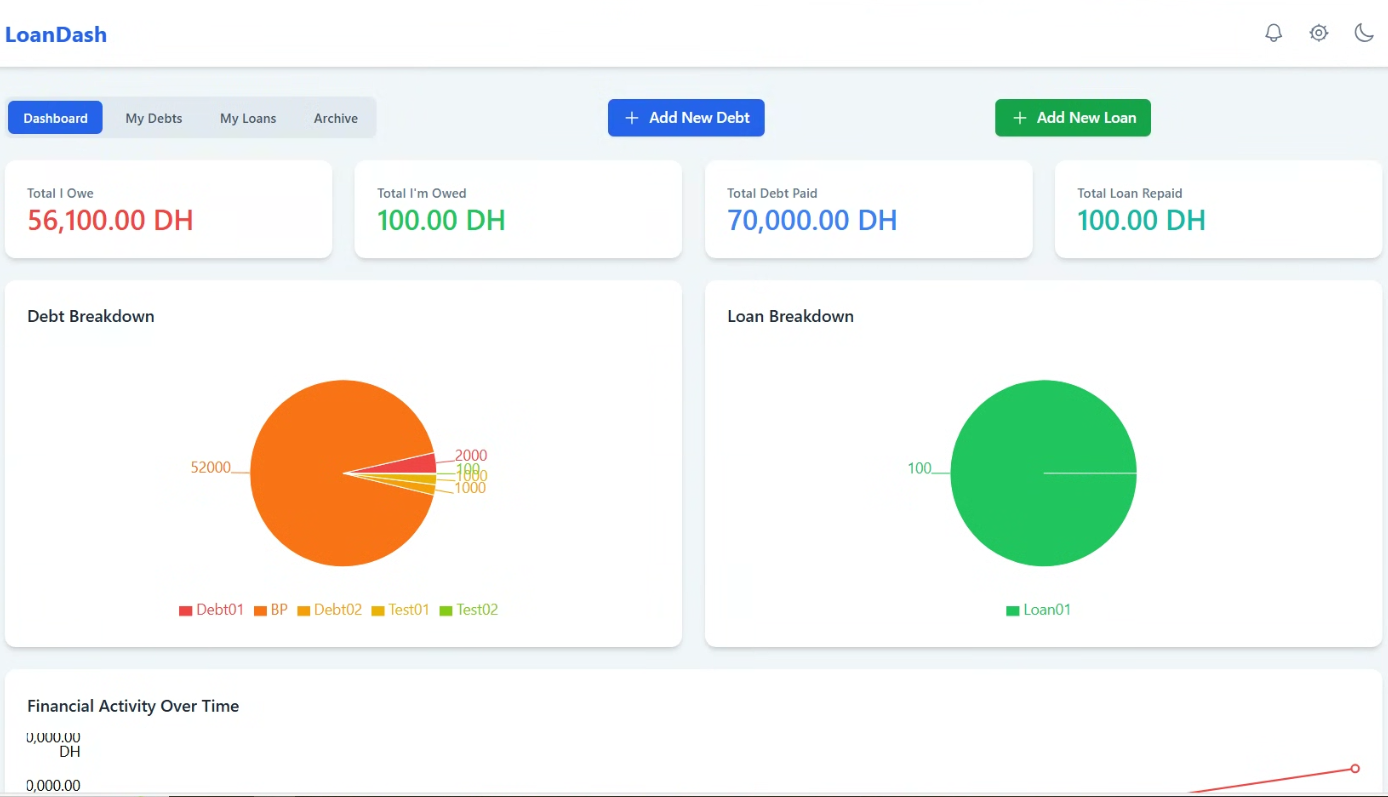 LoanDash
Dashboard My Debts My Loans Archive
Add New Debt
Add New Loan
Total I Owe
56,100.00 DH
Total I'm Owed
100.00 DH
Total Debt Paid
70,000.00 DH
Total Loan Repaid
100.00 DH
Debt Breakdown
52000
2000
100
1000
1000
Debt01 BP Debt02 Test01 Test02
Loan Breakdown
100
Loan01
Financial Activity Over Time
0,000.00
DH
0,000.00